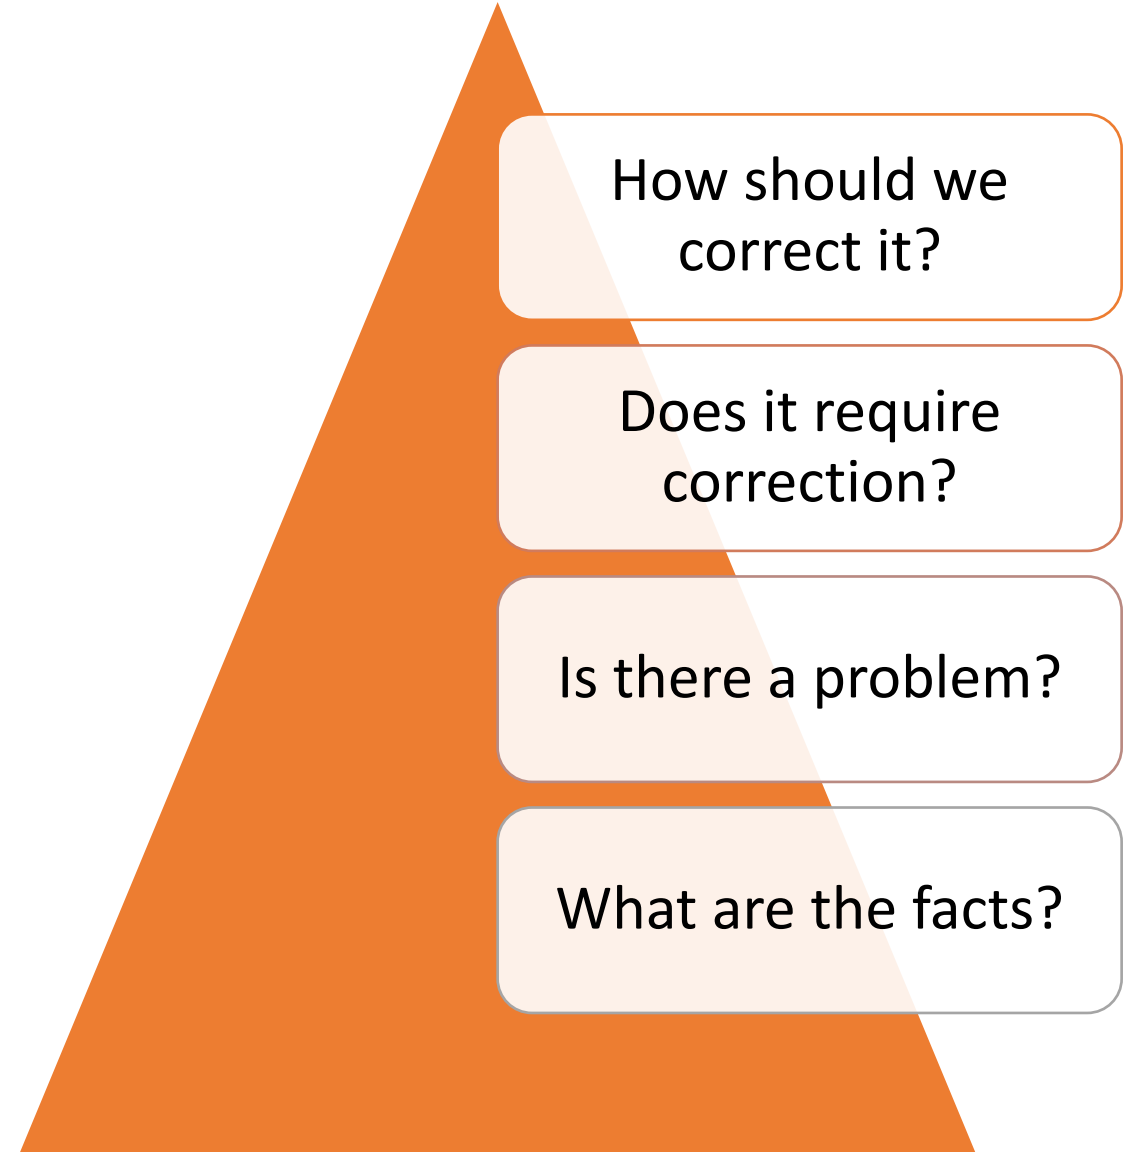 How should we
correct it?
Does it require
correction?
Is there a problem?
What are the facts?